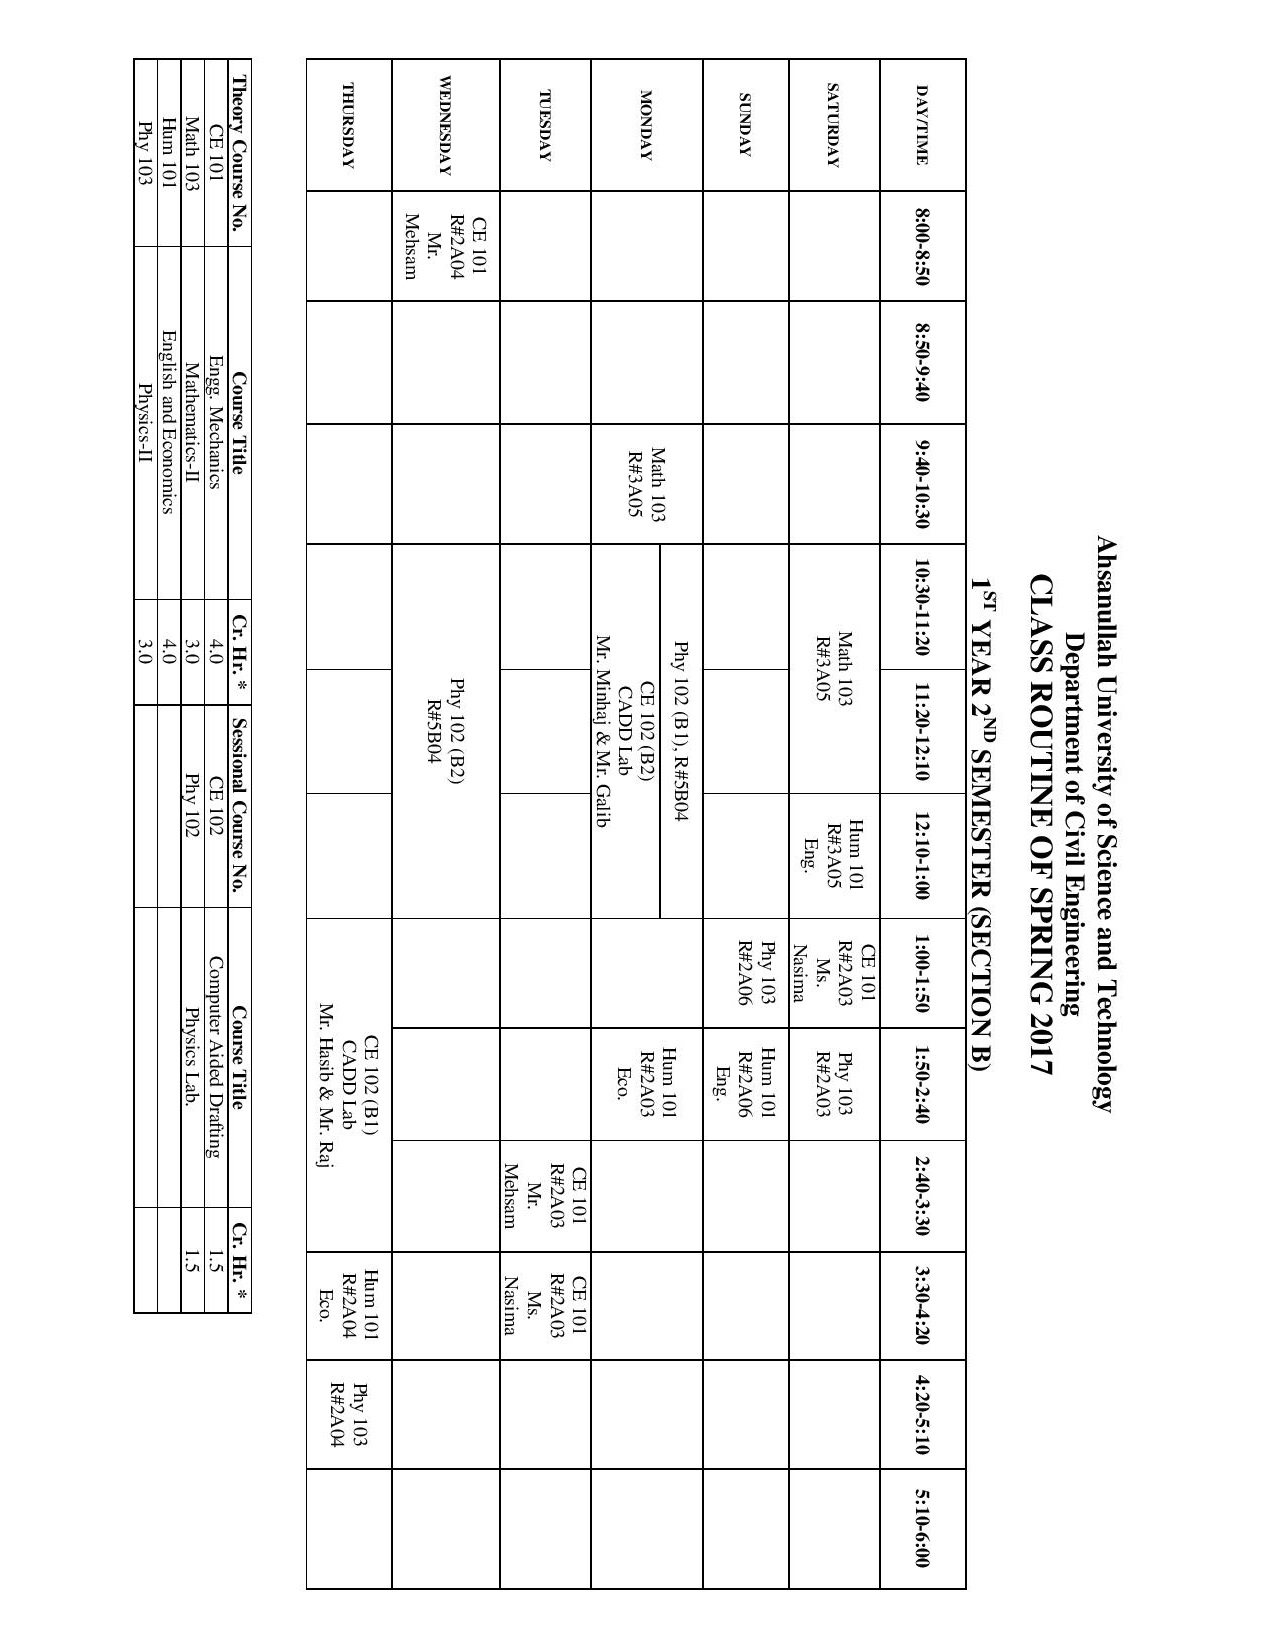 Ahsanullah University of Science and Technology
Department of Civil Engineering
CLASS ROUTINE OF SPRING 2017
1ST YEAR 2ND SEMESTER (SECTION B)
DAY/TIME 8:00-8:50 8:50-9:40 9:40-10:30 10:30-11:20 11:20-12:10 12:10-1:00 1:00-1:50 1:50-2:40 2:40-3:30 3:30-4:20 4:20-5:10 5:10-6:00
SATURDAY
Math 103
R#3A05
Hum 101
R#3A05
Eng.
CE 101
R#2A03
Ms.
Nasima
Phy 103
R#2A03
SUNDAY
Phy 103
R#2A06
Hum 101
R#2A06
Eng.
MONDAY
Math 103
R#3A05
Phy 102 (B1), R#5B04
CE 102 (B2)
CADD Lab
Mr. Minhaj & Mr. Galib
Hum 101
R#2A03
Eco.
TUESDAY
CE 101
R#2A03
Mr.
Mehsam
CE 101
R#2A03
Ms.
Nasima
WEDNESDAY
CE 101
R#2A04
Mr.
Mehsam
Phy 102 (B2)
R#5B04
THURSDAY
CE 102 (B1)
CADD Lab
Mr. Hasib & Mr. Raj
Hum 101
R#2A04
Eco.
Phy 103
R#2A04
Theory Course No. Course Title Cr. Hr. * Sessional Course No. Course Title Cr. Hr. *
CE 101 Engg. Mechanics 4.0 CE 102 Computer Aided Drafting 1.5
Math 103 Mathematics-II 3.0 Phy 102 Physics Lab. 1.5
Hum 101 English and Economics 4.0
Phy 103 Physics-II 3.0